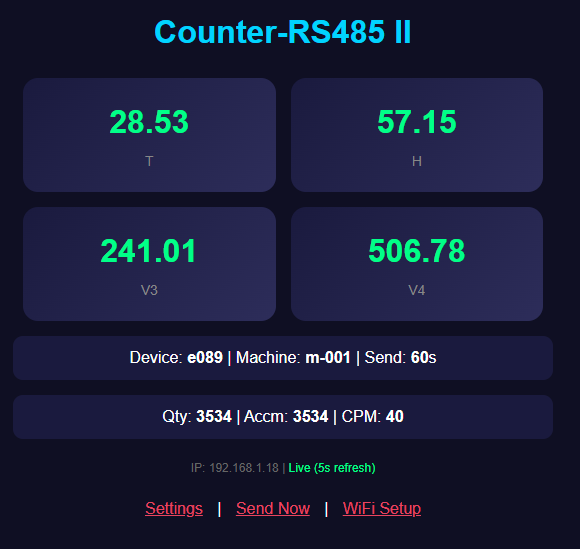 Counter-RS485 II
28.53
T
57.15
H
241.01
V3
506.78
V4
Device: e089 | Machine: m-001 | Send: 60s
Qty: 3534 | Accm: 3534 | CPM: 40
IP: 192.168.1.18 | Live (5s refresh)
Settings | Send Now | WiFi Setup